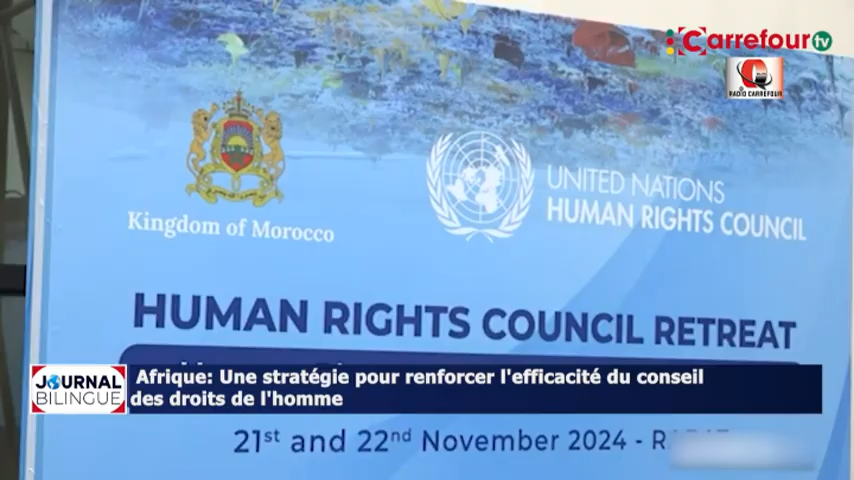 Carrefour tv
RADIO CARREFOUR
Kingdom of Morocco
UNITED NATIONS
HUMAN RIGHTS COUNCIL
HUMAN RIGHTS COUNCIL RETREAT
JOURNAL
BILINGUE
Afrique: Une stratégie pour renforcer l'efficacité du conseil
des droits de l'homme
21st and 22nd November 2024 -